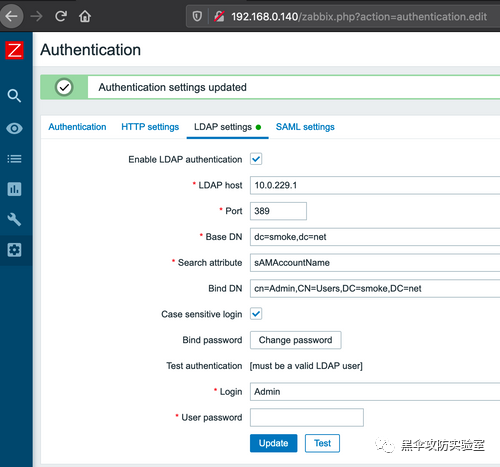 192.168.0.140/zabbix.php?action=authentication.edit
Z
Authentication
Authentication settings updated
Authentication HTTP settings LDAP settings SAML settings
Enable LDAP authentication
* LDAP host 10.0.229.1
* Port 389
* Base DN dc=smoke,dc=net
* Search attribute sAMAccountName
Bind DN cn=Admin,CN=Users,DC=smoke,DC=net
Case sensitive login
Bind password Change password
Test authentication [must be a valid LDAP user]
* Login Admin
* User password
Update Test
黑伞攻防实验室